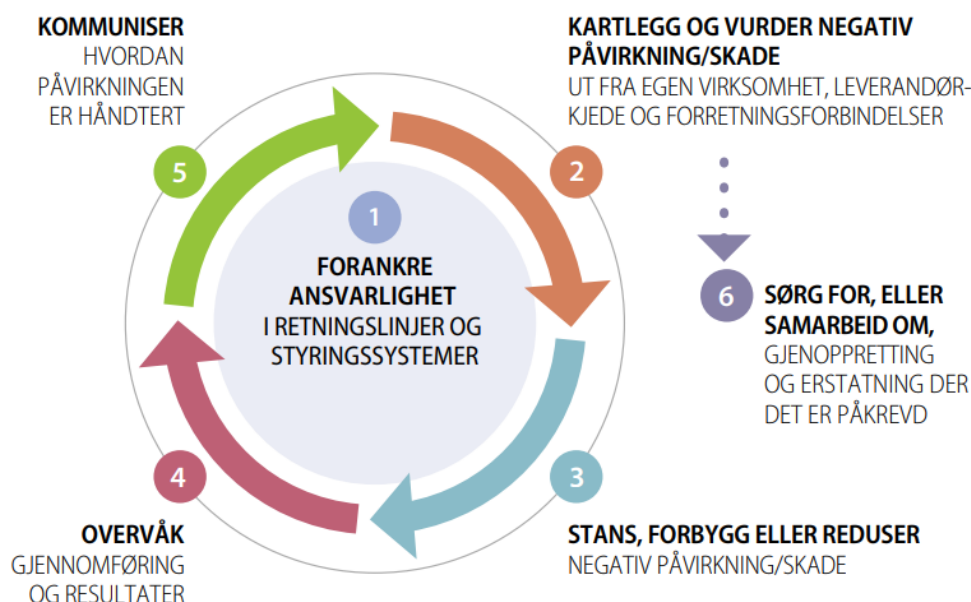 KOMMUNISER
HVORDAN
PÅVIRKNINGEN
ER HÅNDTERT
5
KARTLEGG OG VURDER NEGATIV
PÅVIRKNING/SKADE
UT FRA EGEN VIRKSOMHET, LEVERANDØR-
KJEDE OG FORRETNINGSFORBINDELSER
2
1
FORANKRE
ANSVARLIGHET
I RETNINGSLINJER OG
STYRINGSSYSTEMER
6
SØRG FOR, ELLER
SAMARBEID OM,
GJENOPPRETTING
OG ERSTATNING DER
DET ER PÅKREVD
4
OVERVÅK
GJENNOMFØRING
OG RESULTATER
3
STANS, FORBYGG ELLER REDUSER
NEGATIV PÅVIRKNING/SKADE